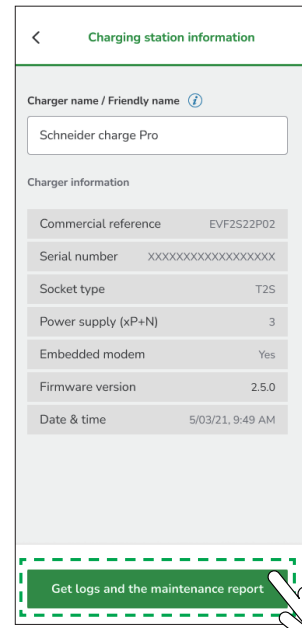 Charging station information
Charger name / Friendly name i
Schneider charge Pro
Charger information
Commercial reference EVF2S22P02
Serial number XXXXXXXXXXXXXXXXXX
Socket type T2S
Power supply (xP+N) 3
Embedded modem Yes
Firmware version 2.5.0
Date & time 5/03/21, 9:49 AM
Get logs and the maintenance report